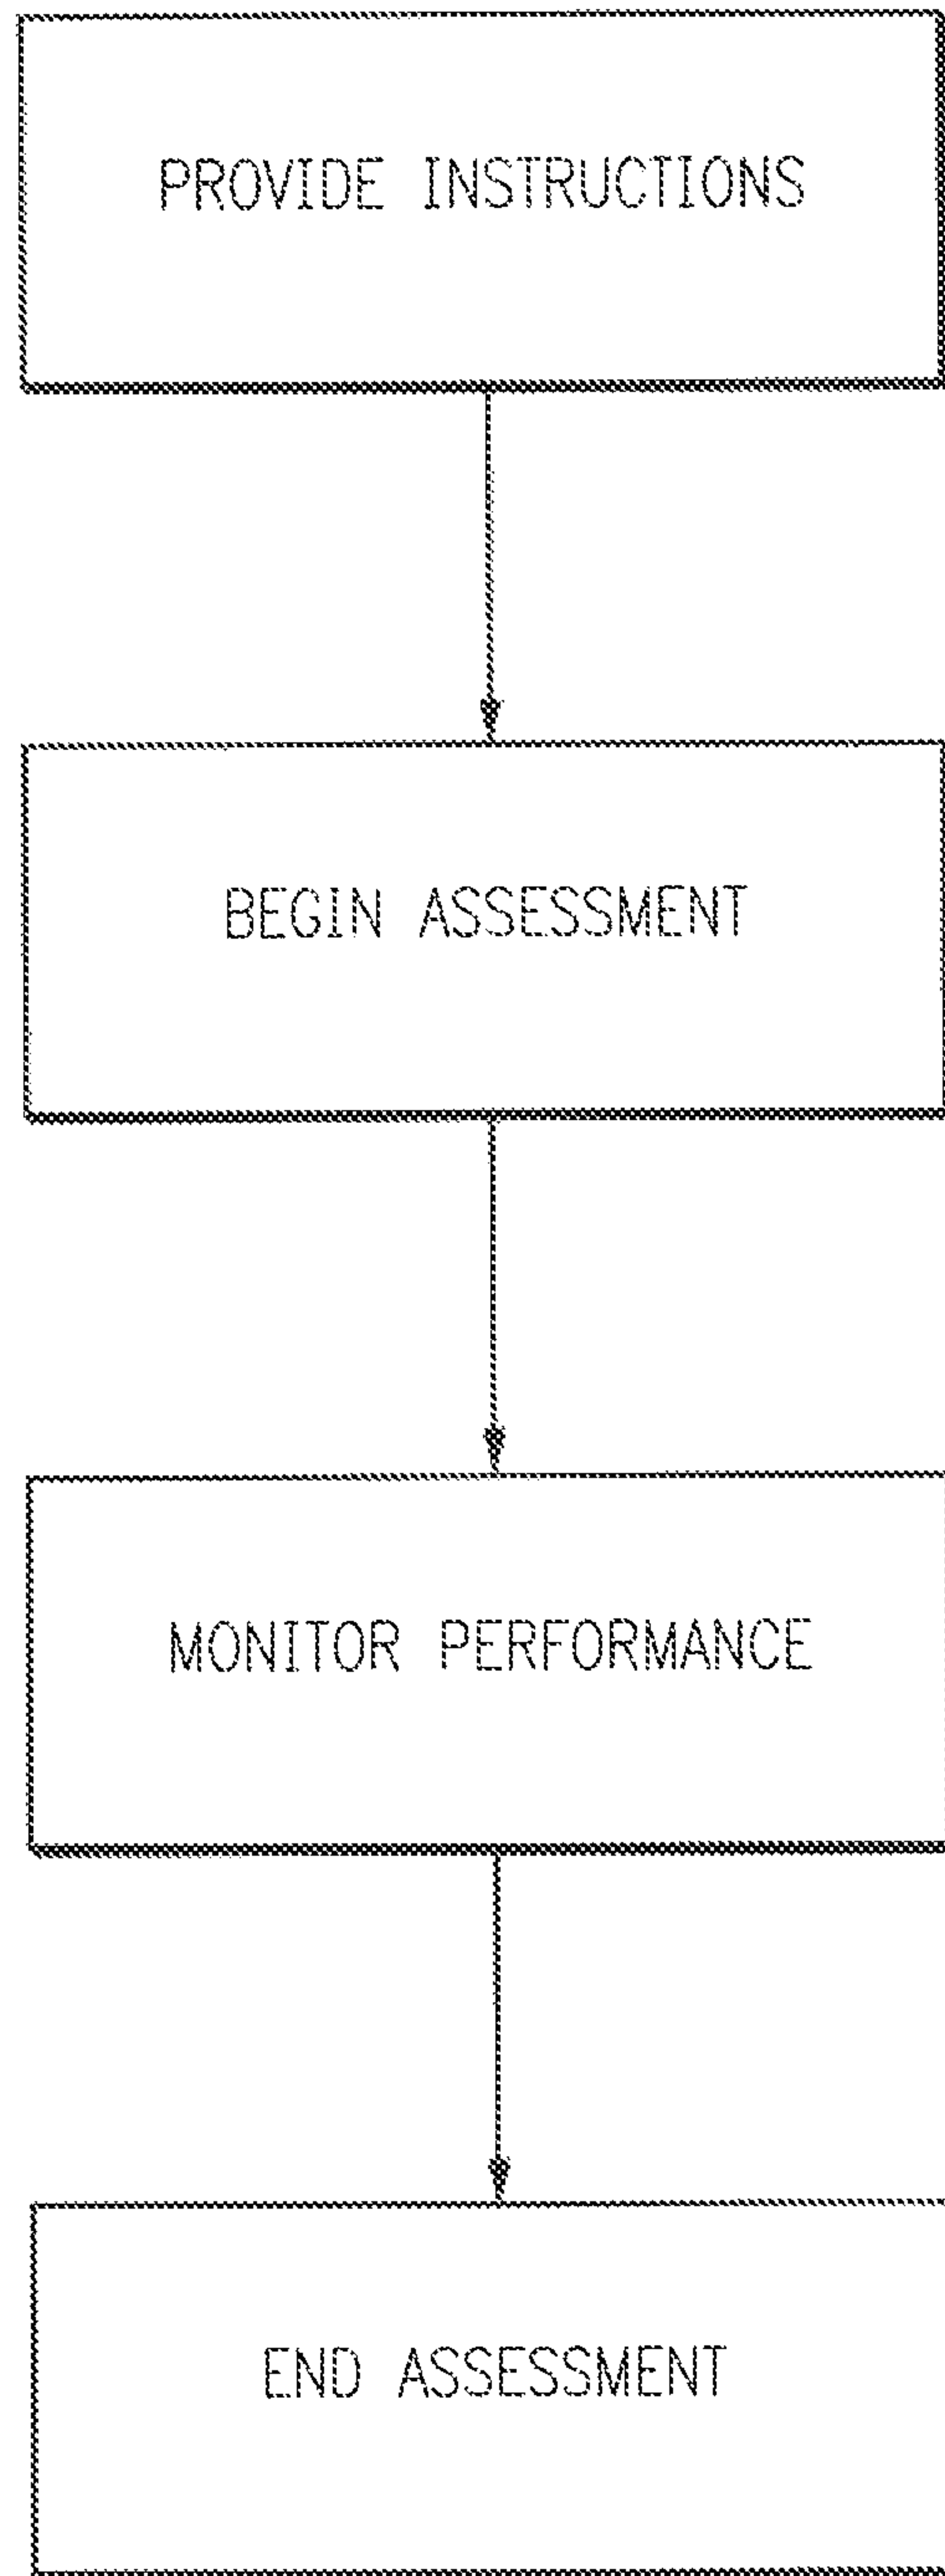 PROVIDE INSTRUCTIONS
BEGIN ASSESSMENT
MONITOR PERFORMANCE
END ASSESSMENT